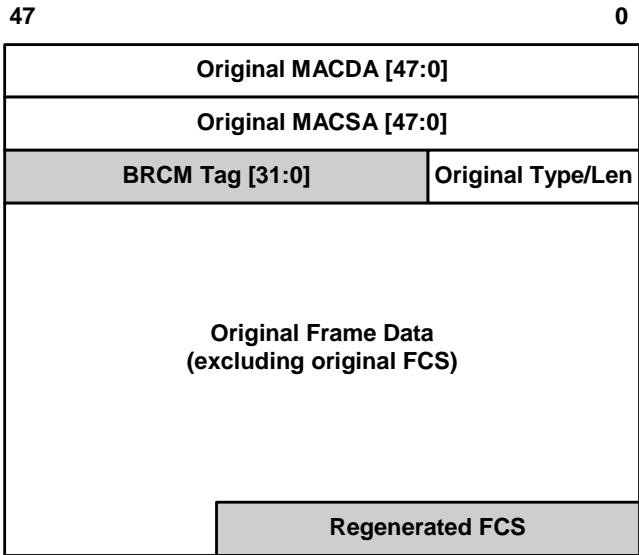 47 0
Original MACDA [47:0]
Original MACSA [47:0]
BRCM Tag [31:0] Original Type/Len
Original Frame Data
(excluding original FCS)
Regenerated FCS